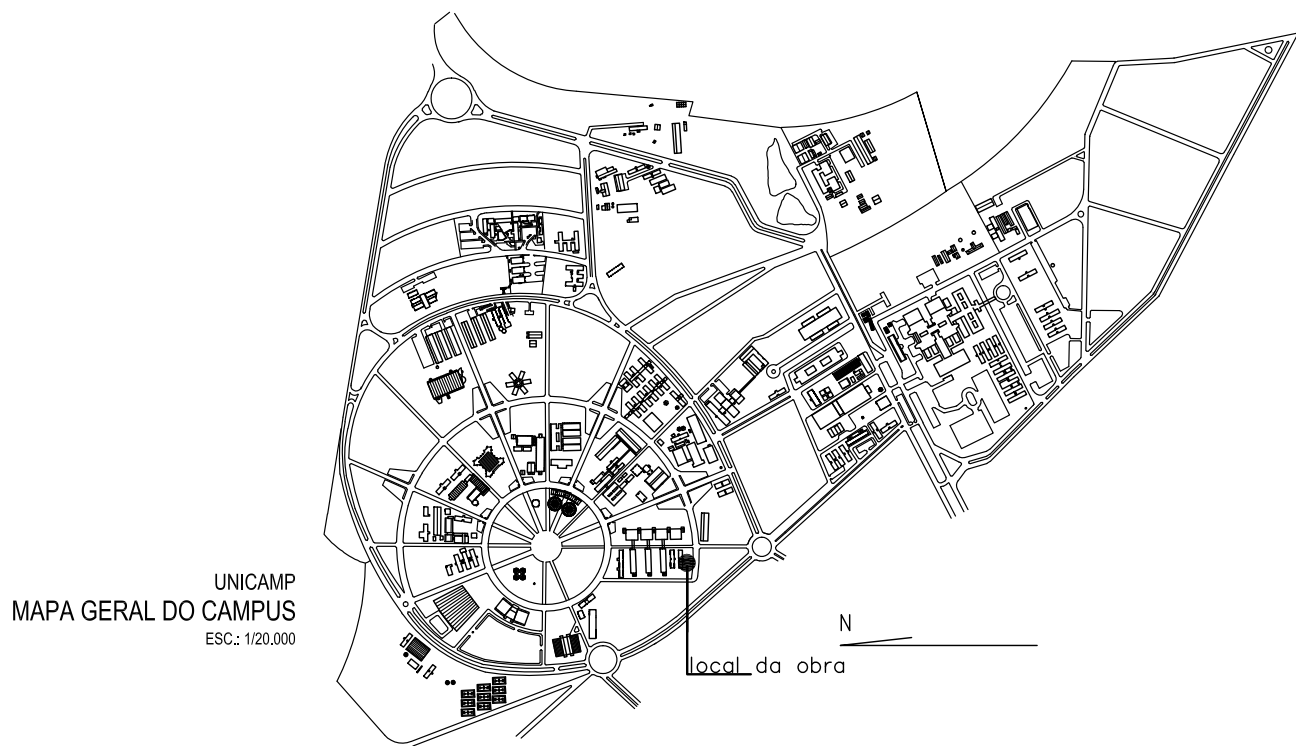 UNICAMP
MAPA GERAL DO CAMPUS
ESC.: 1/20.000
N
local da obra